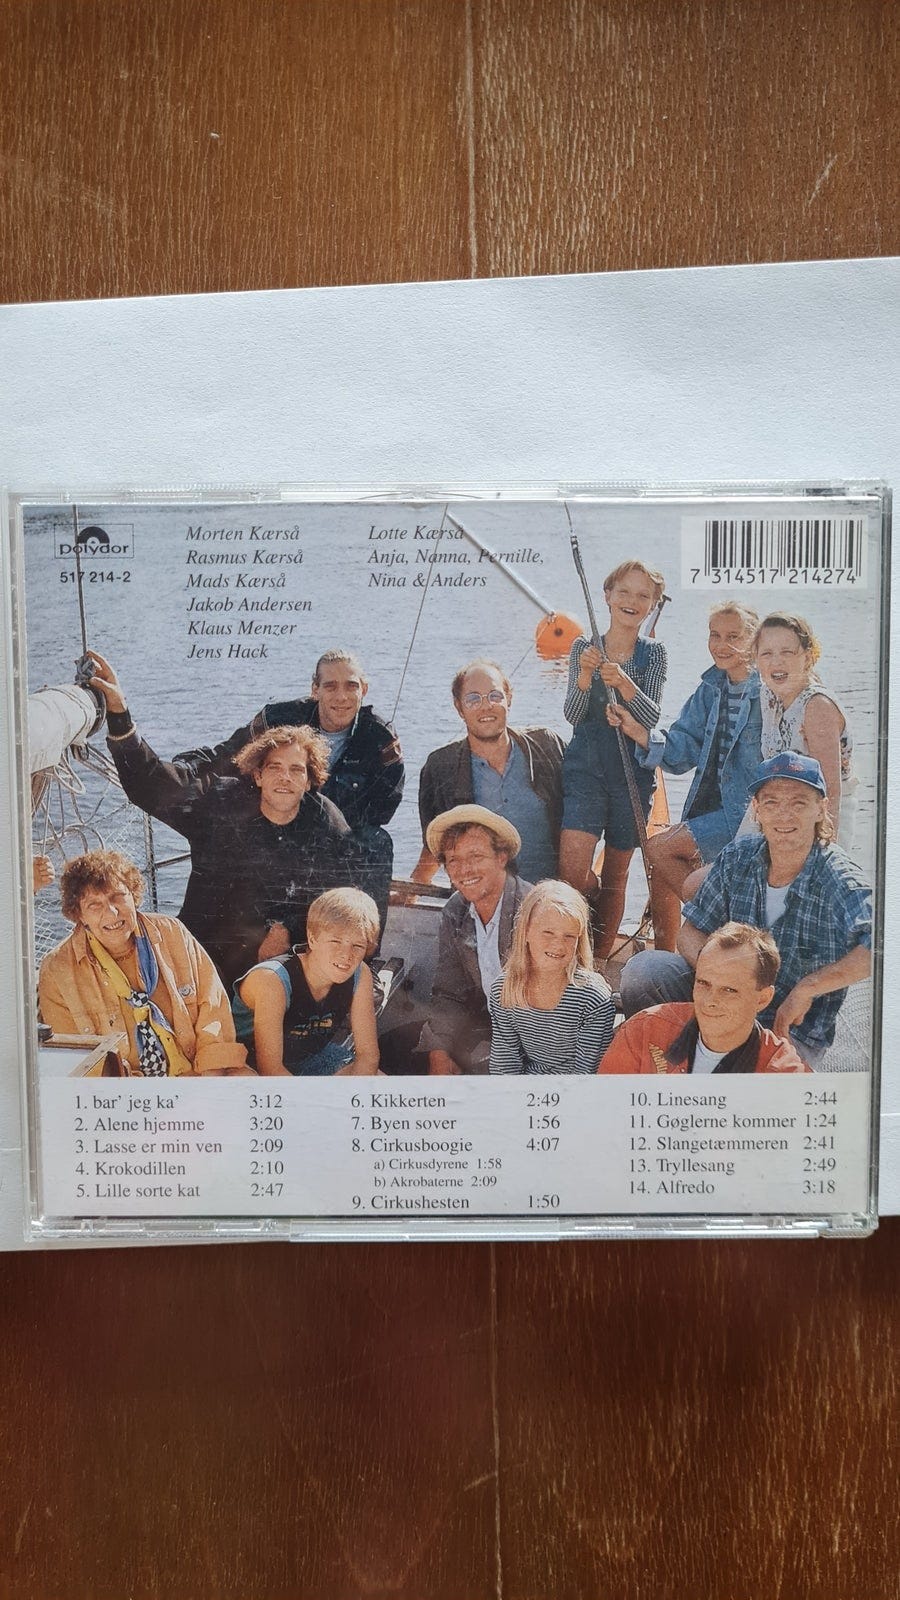 polydor
517 214-2
Morten Kærså
Rasmus Kærså
Mads Kærså
Jakob Andersen
Klaus Menzer
Jens Hack
Lotte Kærså
Anja, Nanna, Pernille,
Nina & Anders
7 314517 214274
1. bar' jeg ka' 3:12
2. Alene hjemme 3:20
3. Lasse er min ven 2:09
4. Krokodillen 2:10
5. Lille sorte kat 2:47
6. Kikkerten 2:49
7. Byen sover 1:56
8. Cirkusboogie 4:07
a) Cirkusdyrene 1:58
b) Akrobaterne 2:09
9. Cirkushesten 1:50
10. Linesang 2:44
11. Gøglerne kommer 1:24
12. Slangetæmmeren 2:41
13. Tryllesang 2:49
14. Alfredo 3:18